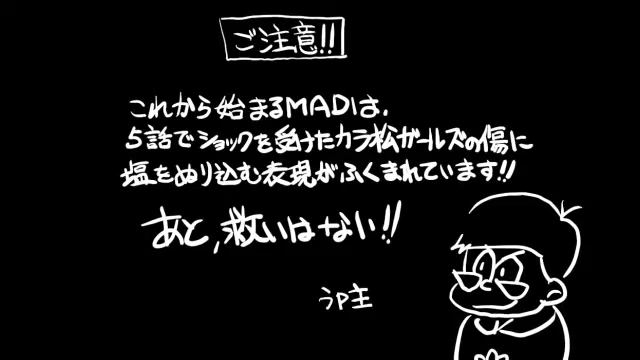 ご注意!!
これから始まるMADは、
5話でショックを受けたカラ松ガールズの傷に
塩をぬり込む表現がふくまれています!!
あと、救いはない!!
うp主